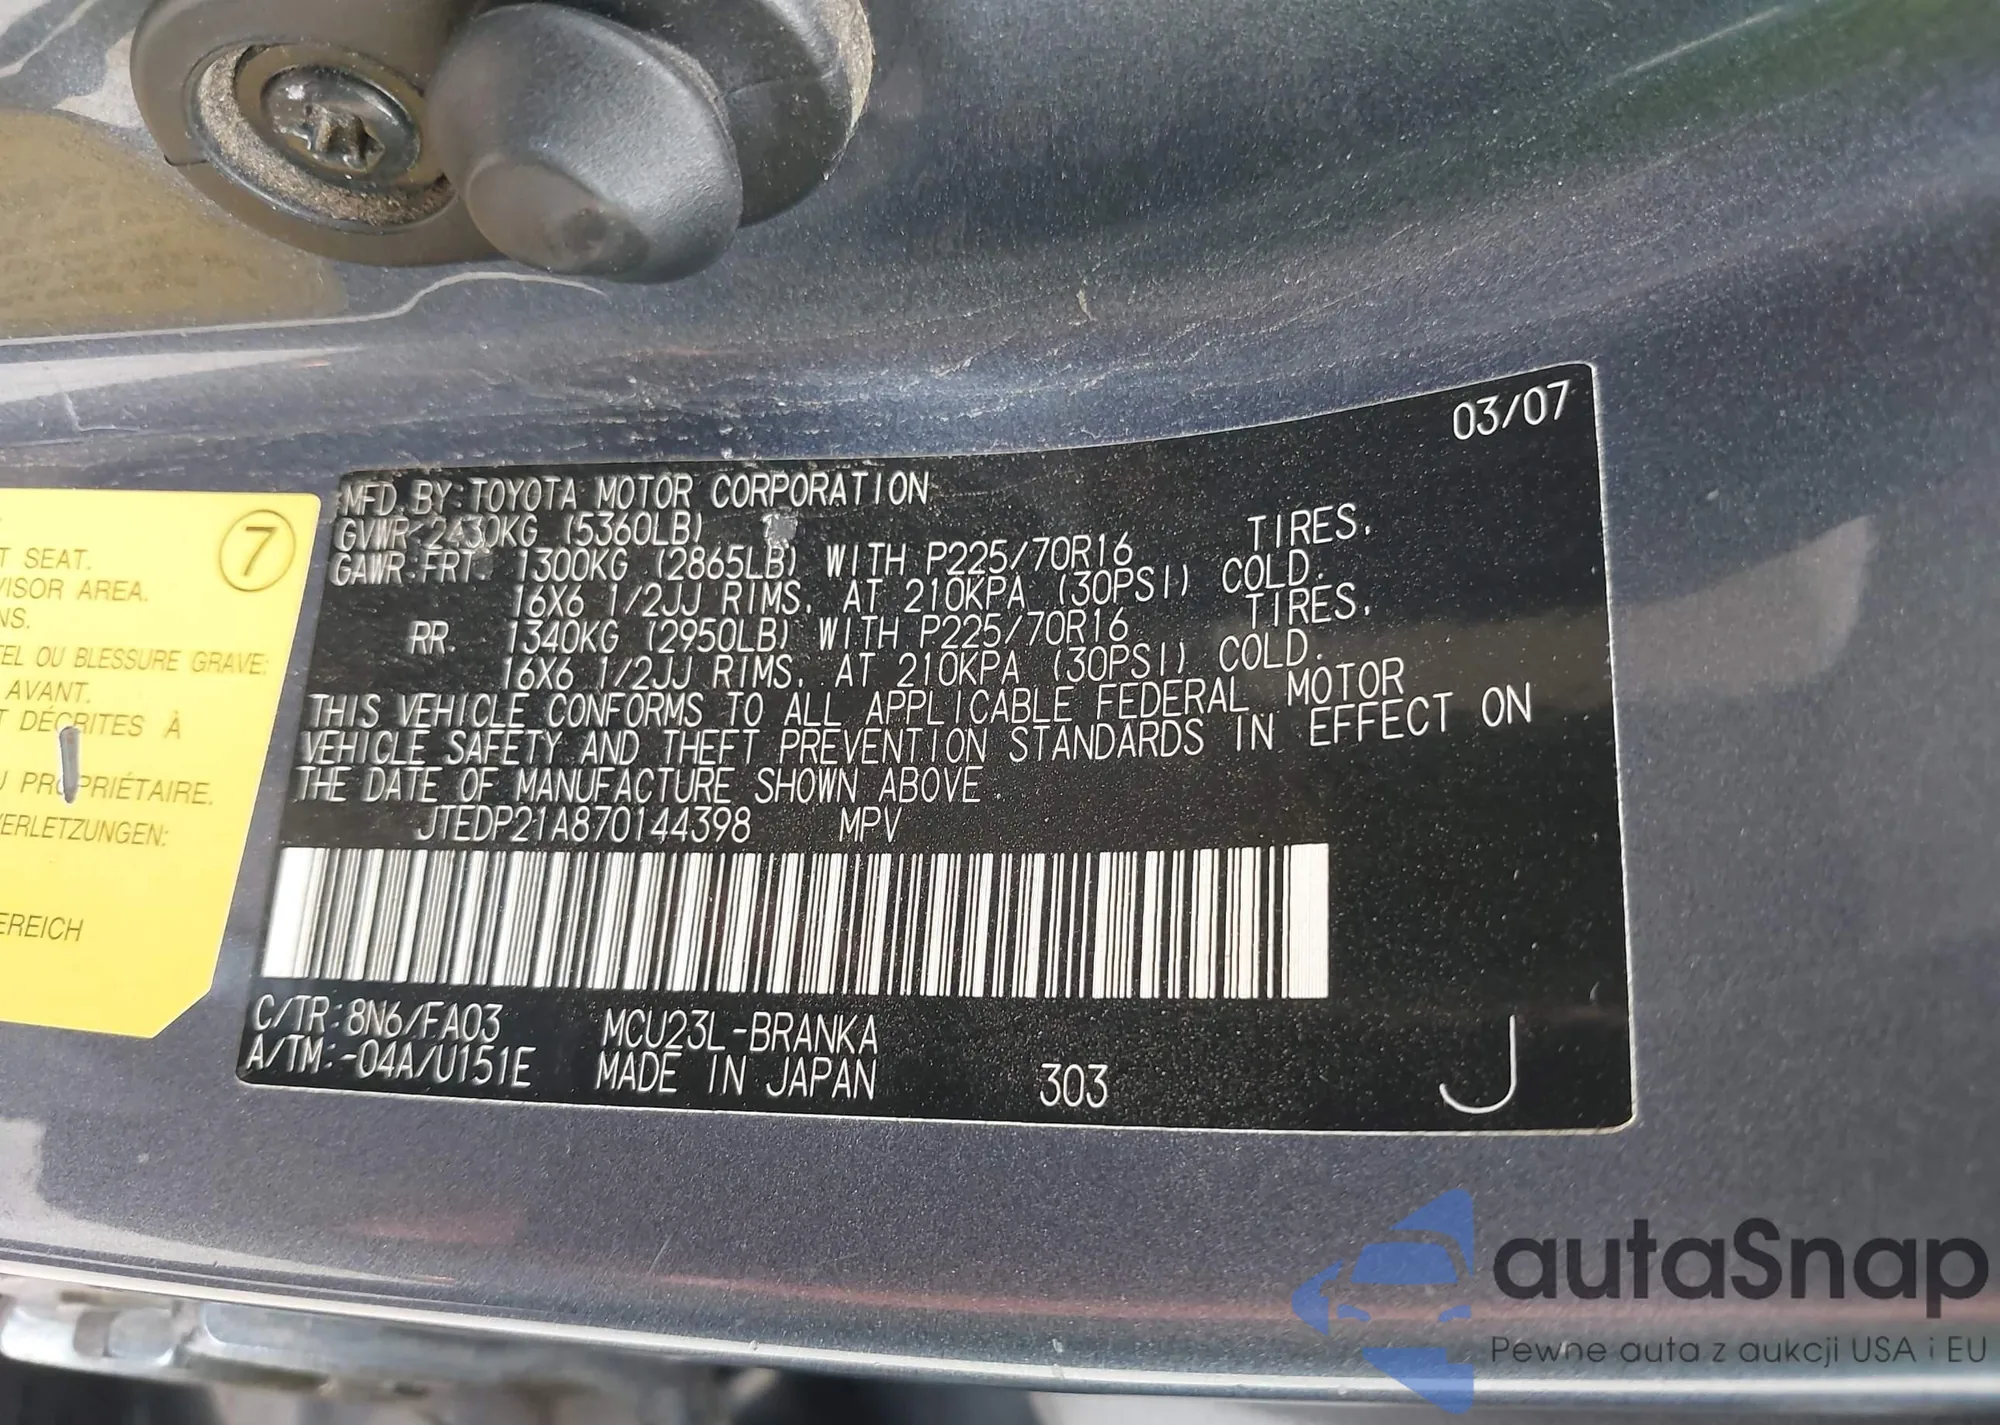 03/07
MFD. BY: TOYOTA MOTOR CORPORATION
GVWR 2430KG (5360LB)
GAWR FRT. 1300KG (2865LB) WITH P225/70R16 TIRES,
16X6 1/2JJ RIMS, AT 210KPA (30PSI) COLD.
RR. 1340KG (2950LB) WITH P225/70R16 TIRES,
16X6 1/2JJ RIMS, AT 210KPA (30PSI) COLD.
THIS VEHICLE CONFORMS TO ALL APPLICABLE FEDERAL MOTOR
VEHICLE SAFETY AND THEFT PREVENTION STANDARDS IN EFFECT ON
THE DATE OF MANUFACTURE SHOWN ABOVE.
JTEDP21A870144398 MPV
C/TR:8N6/FA03 MCU23L-BRANKA
A/TM:-04A/U151E MADE IN JAPAN 303 J
7
SEAT.
VISOR AREA.
NS.
TEL OU BLESSURE GRAVE:
AVANT.
T DÉCRITES À
U PROPRIÉTAIRE.
VERLETZUNGEN:
EREICH
autaSnap
Pewne auta z aukcji USA i EU